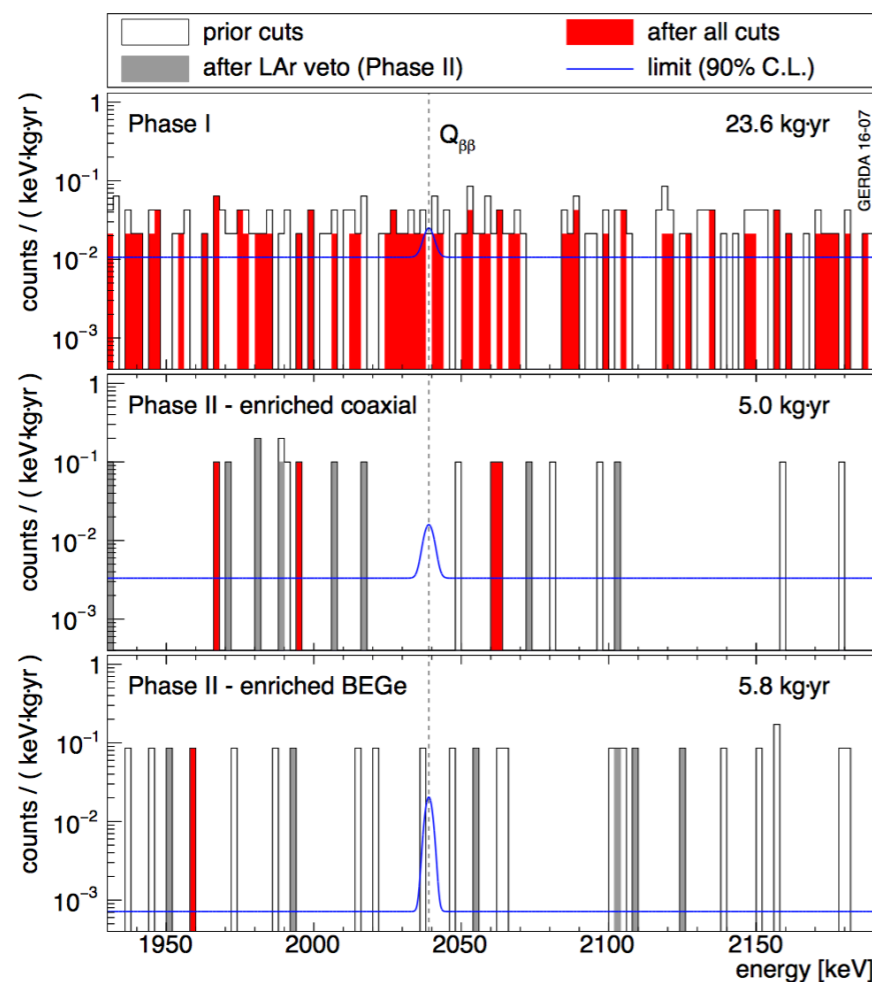 prior cuts
after all cuts
after LAr veto (Phase II)
limit (90% C.L.)
counts / ( keV·kg·yr )
1
10⁻¹
10⁻²
10⁻³
Phase I
Qββ
23.6 kg·yr
GERDA 16-07
counts / ( keV·kg·yr )
1
10⁻¹
10⁻²
10⁻³
Phase II - enriched coaxial
5.0 kg·yr
counts / ( keV·kg·yr )
1
10⁻¹
10⁻²
10⁻³
Phase II - enriched BEGe
5.8 kg·yr
1950 2000 2050 2100 2150
energy [keV]